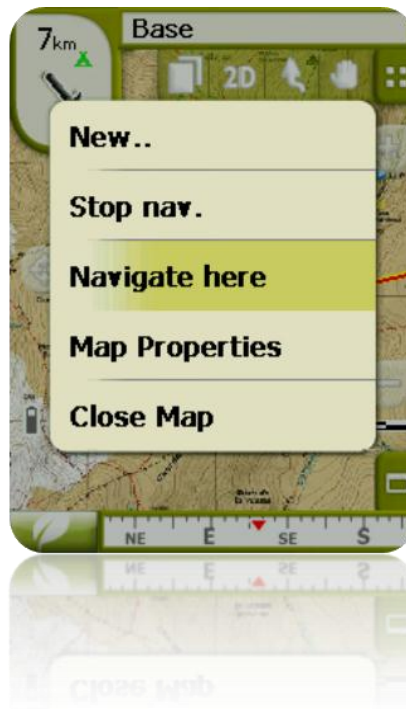 7km
Base
2D
New..
Stop nav.
Navigate here
Map Properties
Close Map
NE E SE S